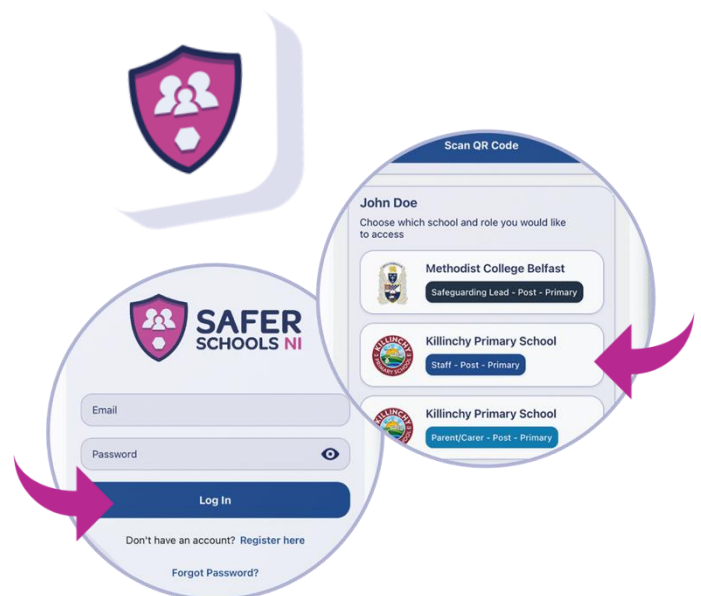 Scan QR Code
John Doe
Choose which school and role you would like
to access
Methodist College Belfast
Safeguarding Lead - Post - Primary
Killinchy Primary School
Staff - Post - Primary
Killinchy Primary School
Parent/Carer - Post - Primary
SAFER
SCHOOLS NI
Email
Password
Log In
Don't have an account? Register here
Forgot Password?